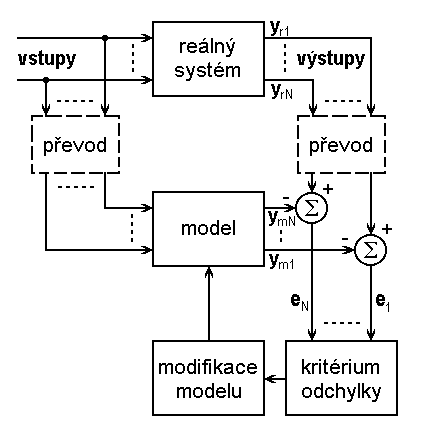 y_r1
vstupy
reálný
systém
výstupy
y_rN
převod
převod
- +
Σ
y_mN
model
- +
Σ
y_m1
e_N
e_1
modifikace
modelu
kritérium
odchylky